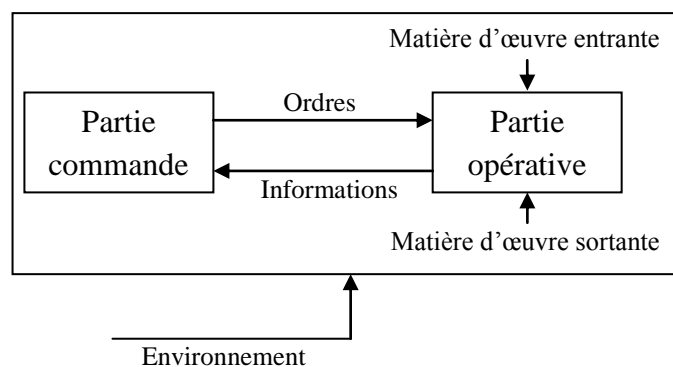 Matière d’œuvre entrante
Ordres
Partie
commande
Partie
opérative
Informations
Matière d’œuvre sortante
Environnement